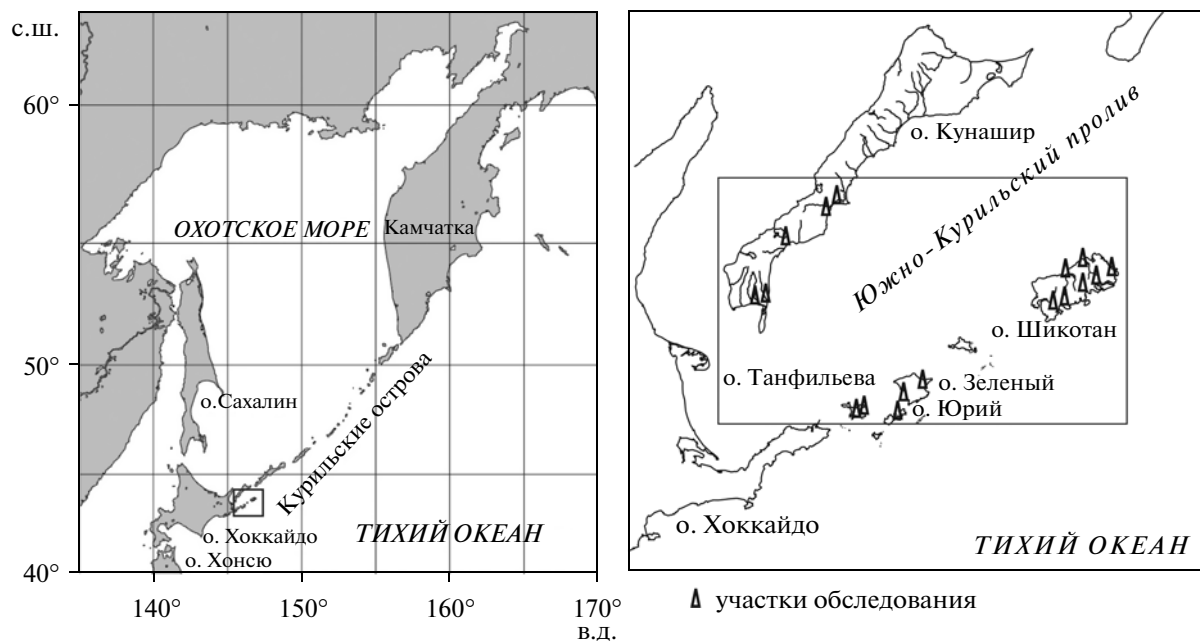 с.ш.
60°
50°
40°
140°
150°
160°
170°
в.д.
ОХОТСКОЕ МОРЕ
Камчатка
о.Сахалин
Курильские острова
о. Хоккайдо
о. Хонсю
ТИХИЙ ОКЕАН
о. Кунашир
Южно-Курильский пролив
о. Шикотан
о. Танфильева
о. Зеленый
о. Юрий
о. Хоккайдо
ТИХИЙ ОКЕАН
участки обследования